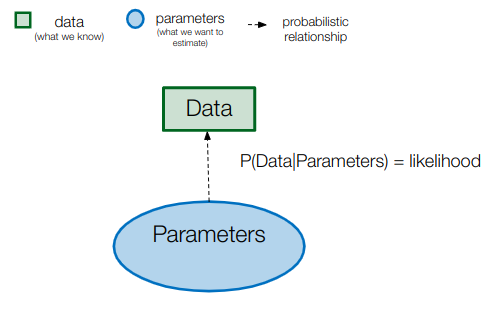 data
(what we know)
parameters
(what we want to
estimate)
probabilistic
relationship
Data
P(Data|Parameters) = likelihood
Parameters